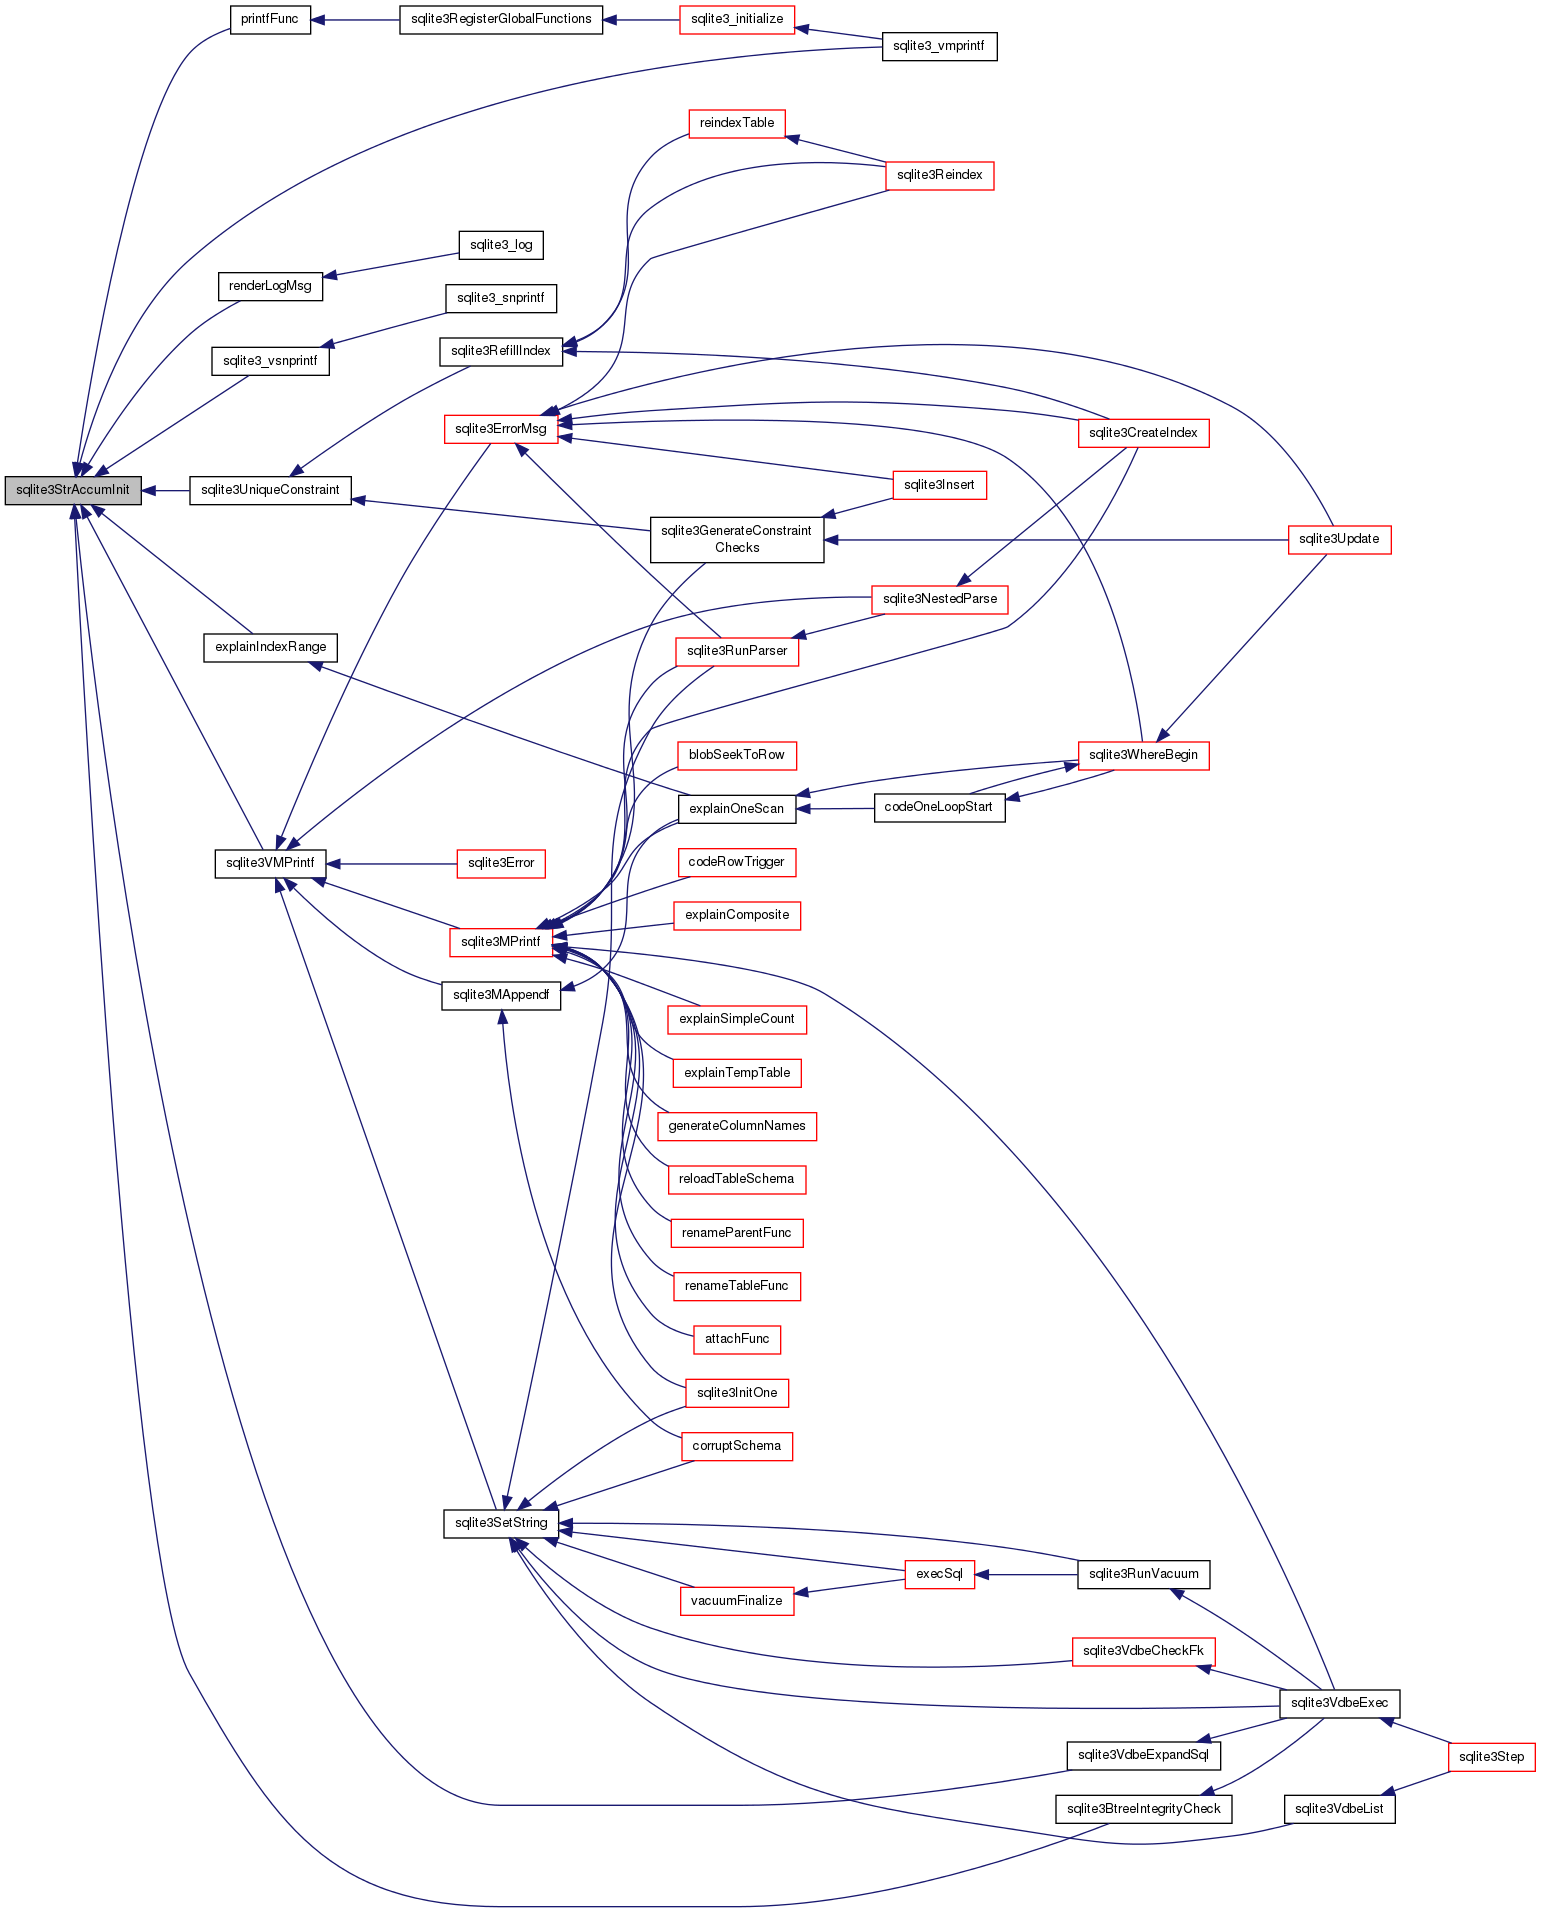 printfFunc
sqlite3RegisterGlobalFunctions
sqlite3_initialize
sqlite3_vmprintf
reindexTable
sqlite3Reindex
sqlite3_log
renderLogMsg
sqlite3_snprintf
sqlite3_vsnprintf
sqlite3RefillIndex
sqlite3ErrorMsg
sqlite3CreateIndex
sqlite3StrAccumInit
sqlite3UniqueConstraint
sqlite3Insert
sqlite3GenerateConstraint
Checks
sqlite3Update
sqlite3NestedParse
explainIndexRange
sqlite3RunParser
blobSeekToRow
sqlite3WhereBegin
explainOneScan
codeOneLoopStart
sqlite3VMPrintf
sqlite3Error
codeRowTrigger
explainComposite
sqlite3MPrintf
sqlite3MAppendf
explainSimpleCount
explainTempTable
generateColumnNames
reloadTableSchema
renameParentFunc
renameTableFunc
attachFunc
sqlite3InitOne
corruptSchema
sqlite3SetString
execSql
sqlite3RunVacuum
vacuumFinalize
sqlite3VdbeCheckFk
sqlite3VdbeExec
sqlite3VdbeExpandSql
sqlite3Step
sqlite3BtreeIntegrityCheck
sqlite3VdbeList